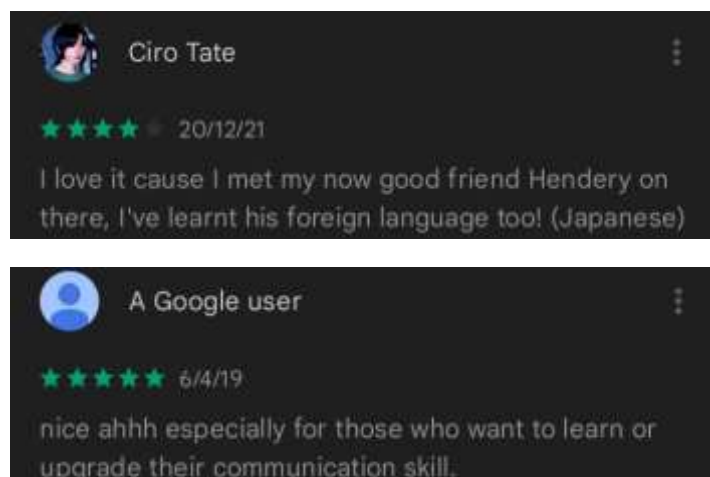 Ciro Tate
20/12/21
I love it cause I met my now good friend Hendery on
there, I've learnt his foreign language too! (Japanese)
A Google user
6/4/19
nice ahhh especially for those who want to learn or
upgrade their communication skill.